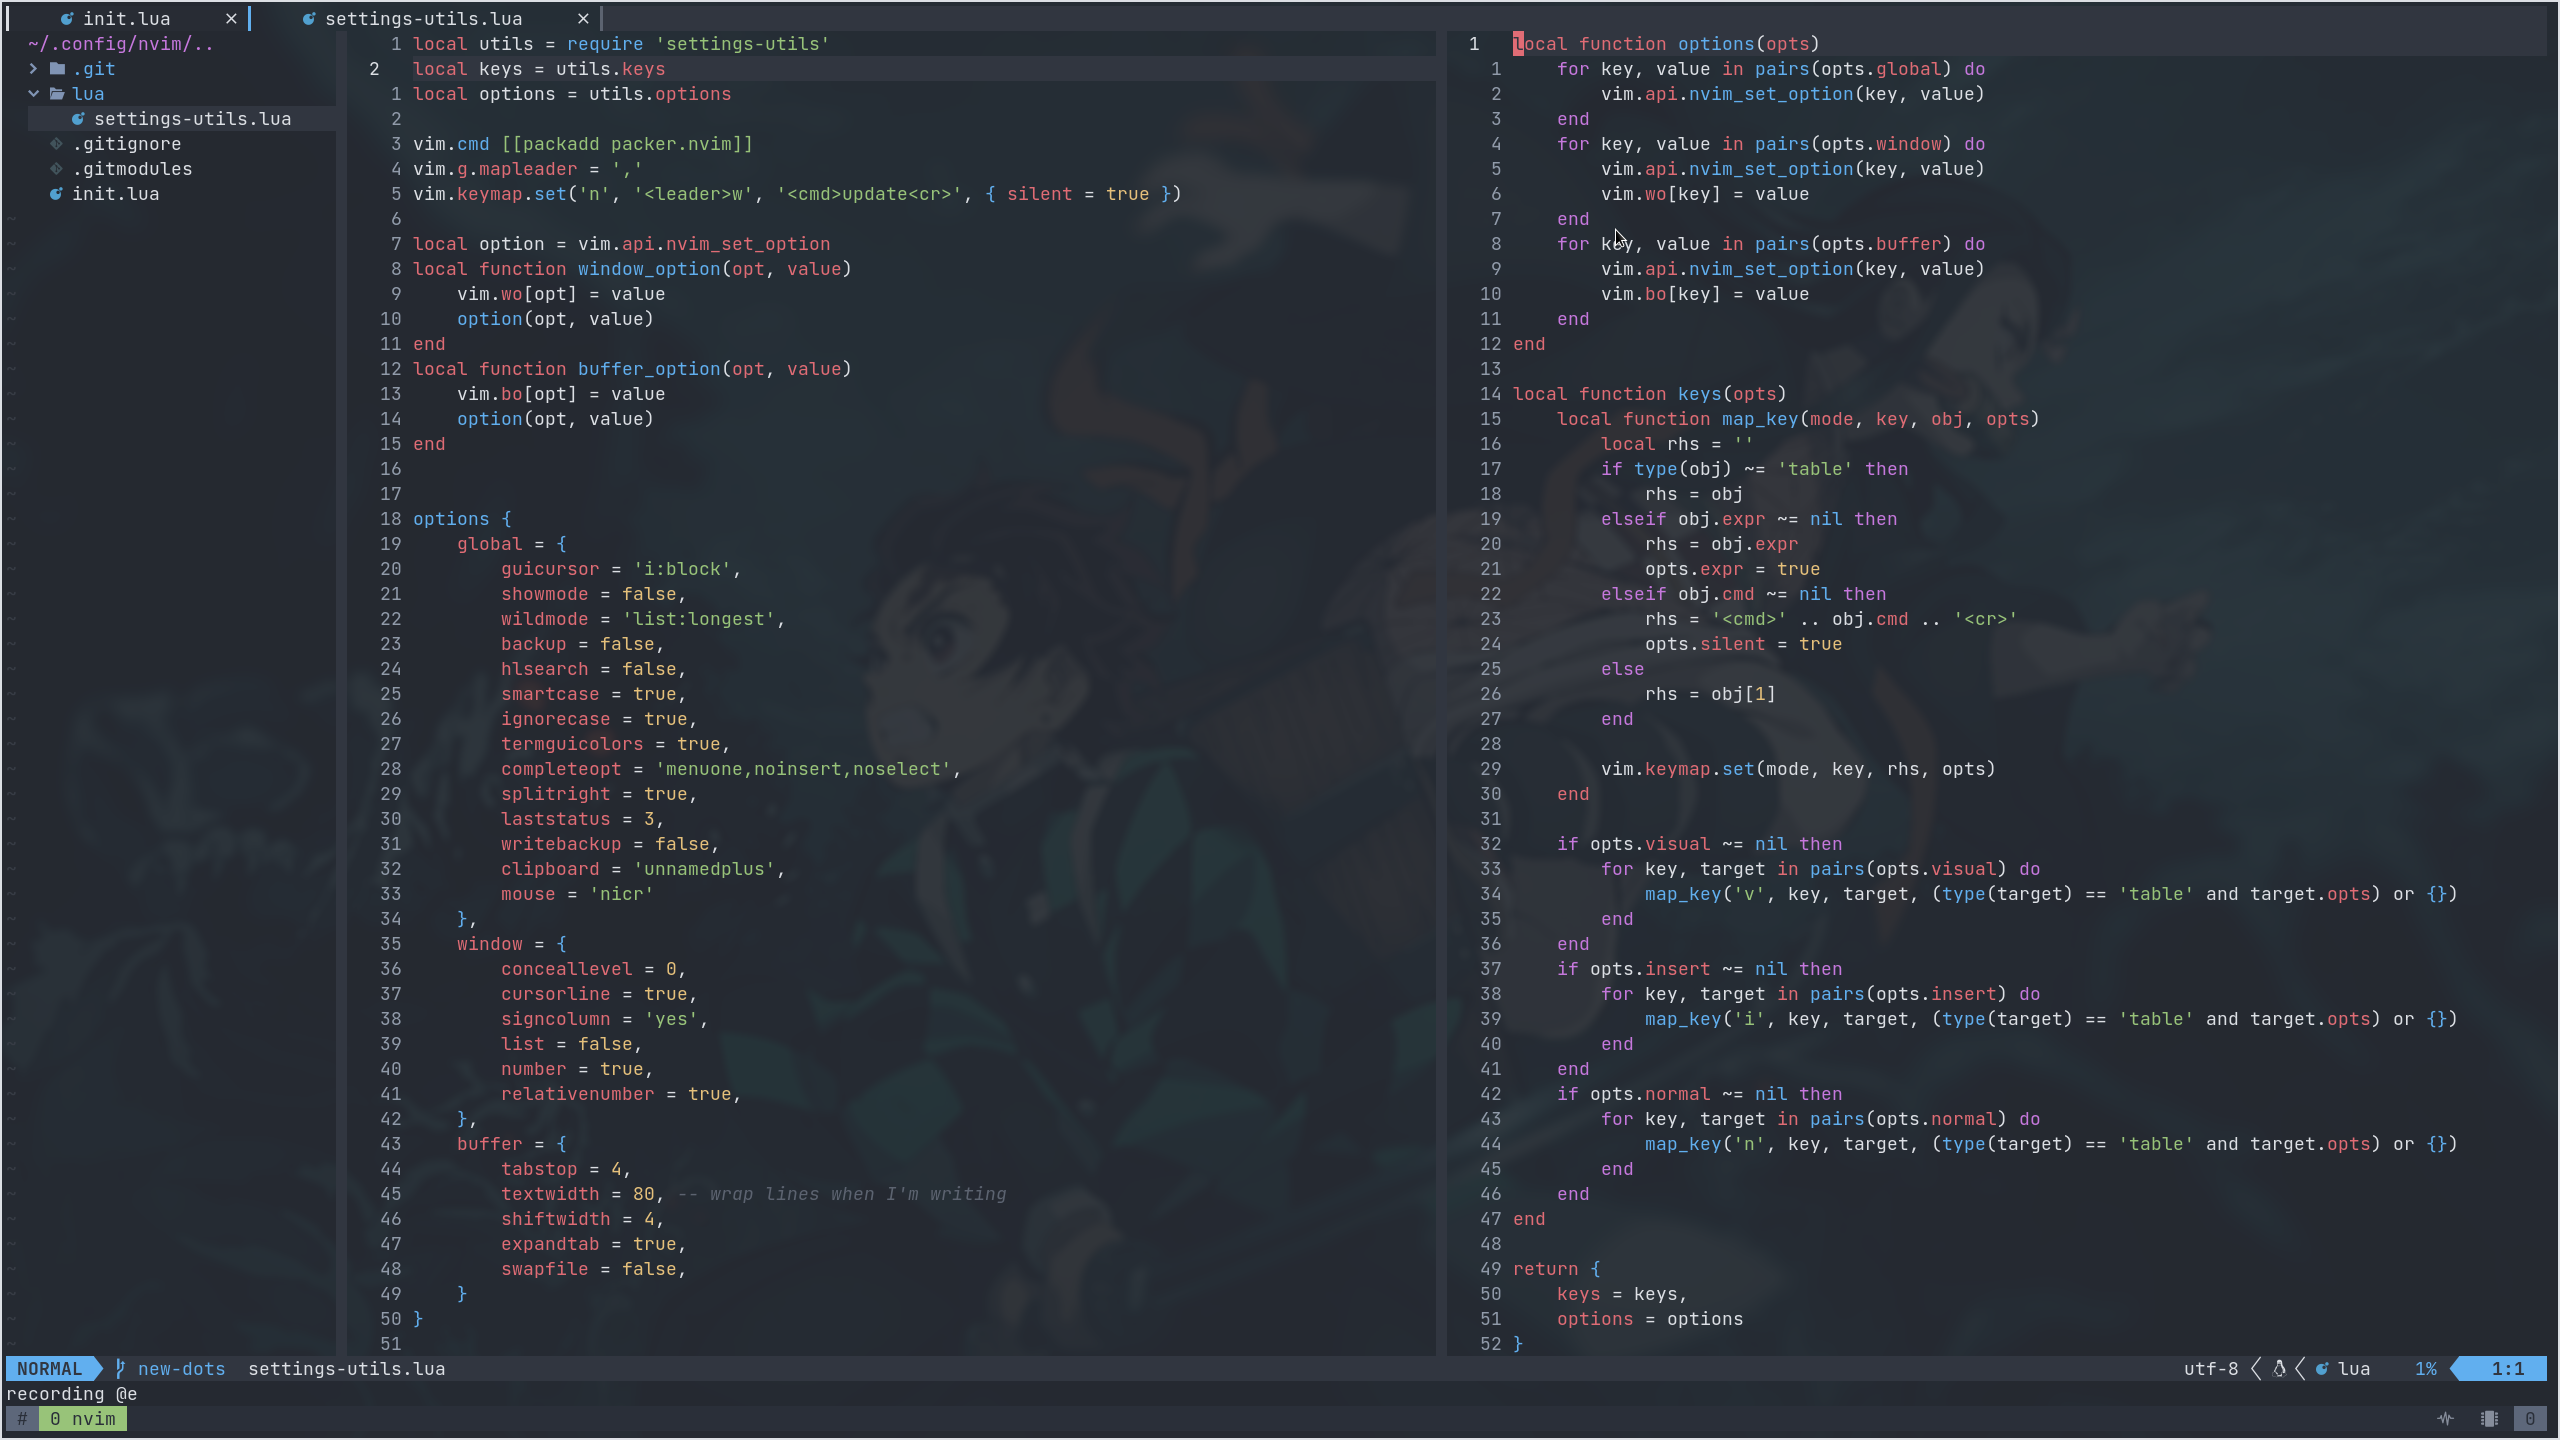 init.lua ×
settings-utils.lua ×
~/.config/nvim/..
.git
lua
settings-utils.lua
.gitignore
.gitmodules
init.lua
1 local utils = require 'settings-utils'
2 local keys = utils.keys
1 local options = utils.options
2
3 vim.cmd [[packadd packer.nvim]]
4 vim.g.mapleader = ','
5 vim.keymap.set('n', '<leader>w', '<cmd>update<cr>', { silent = true })
6
7 local option = vim.api.nvim_set_option
8 local function window_option(opt, value)
9     vim.wo[opt] = value
10     option(opt, value)
11 end
12 local function buffer_option(opt, value)
13     vim.bo[opt] = value
14     option(opt, value)
15 end
16
17
18 options {
19     global = {
20         guicursor = 'i:block',
21         showmode = false,
22         wildmode = 'list:longest',
23         backup = false,
24         hlsearch = false,
25         smartcase = true,
26         ignorecase = true,
27         termguicolors = true,
28         completeopt = 'menuone,noinsert,noselect',
29         splitright = true,
30         laststatus = 3,
31         writebackup = false,
32         clipboard = 'unnamedplus',
33         mouse = 'nicr'
34     },
35     window = {
36         conceallevel = 0,
37         cursorline = true,
38         signcolumn = 'yes',
39         list = false,
40         number = true,
41         relativenumber = true,
42     },
43     buffer = {
44         tabstop = 4,
45         textwidth = 80, -- wrap lines when I'm writing
46         shiftwidth = 4,
47         expandtab = true,
48         swapfile = false,
49     }
50 }
51
1 local function options(opts)
1     for key, value in pairs(opts.global) do
2         vim.api.nvim_set_option(key, value)
3     end
4     for key, value in pairs(opts.window) do
5         vim.api.nvim_set_option(key, value)
6         vim.wo[key] = value
7     end
8     for key, value in pairs(opts.buffer) do
9         vim.api.nvim_set_option(key, value)
10         vim.bo[key] = value
11     end
12 end
13
14 local function keys(opts)
15     local function map_key(mode, key, obj, opts)
16         local rhs = ''
17         if type(obj) ~= 'table' then
18             rhs = obj
19         elseif obj.expr ~= nil then
20             rhs = obj.expr
21             opts.expr = true
22         elseif obj.cmd ~= nil then
23             rhs = '<cmd>' .. obj.cmd .. '<cr>'
24             opts.silent = true
25         else
26             rhs = obj[1]
27         end
28
29         vim.keymap.set(mode, key, rhs, opts)
30     end
31
32     if opts.visual ~= nil then
33         for key, target in pairs(opts.visual) do
34             map_key('v', key, target, (type(target) == 'table' and target.opts) or {})
35         end
36     end
37     if opts.insert ~= nil then
38         for key, target in pairs(opts.insert) do
39             map_key('i', key, target, (type(target) == 'table' and target.opts) or {})
40         end
41     end
42     if opts.normal ~= nil then
43         for key, target in pairs(opts.normal) do
44             map_key('n', key, target, (type(target) == 'table' and target.opts) or {})
45         end
46     end
47 end
48
49 return {
50     keys = keys,
51     options = options
52 }
NORMAL new-dots settings-utils.lua utf-8 lua 1% 1:1
recording @e
# 0 nvim 0